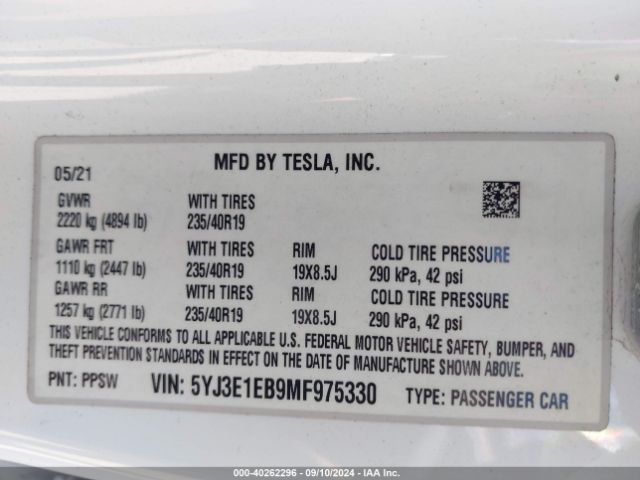 MFD BY TESLA, INC.
05/21
GVWR WITH TIRES
2220 kg (4894 lb) 235/40R19
GAWR FRT WITH TIRES RIM COLD TIRE PRESSURE
1110 kg (2447 lb) 235/40R19 19X8.5J 290 kPa, 42 psi
GAWR RR WITH TIRES RIM COLD TIRE PRESSURE
1257 kg (2771 lb) 235/40R19 19X8.5J 290 kPa, 42 psi
THIS VEHICLE CONFORMS TO ALL APPLICABLE U.S. FEDERAL MOTOR VEHICLE SAFETY, BUMPER, AND
THEFT PREVENTION STANDARDS IN EFFECT ON THE DATE OF MANUFACTURE SHOWN ABOVE.
PNT: PPSW VIN: 5YJ3E1EB9MF975330 TYPE: PASSENGER CAR
000-40262296 - 09/10/2024 - IAA Inc.